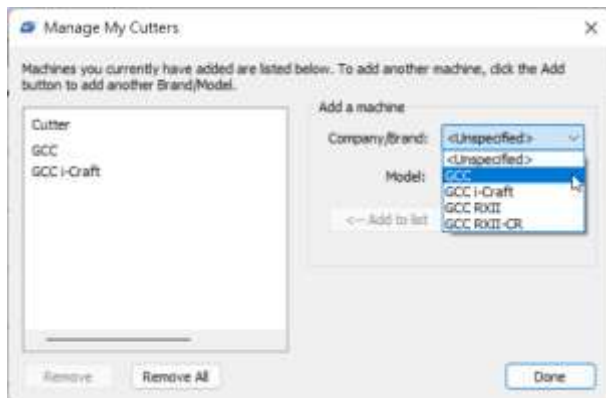 Manage My Cutters
Machines you currently have added are listed below. To add another machine, click the Add
button to add another Brand/Model.
Cutter
GCC
GCC i-Craft
Add a machine
Company/Brand:
<Unspecified>
<Unspecified>
GCC
GCC i-Craft
GCC RXII
GCC RXII-CR
Model:
<-- Add to list
Remove
Remove All
Done